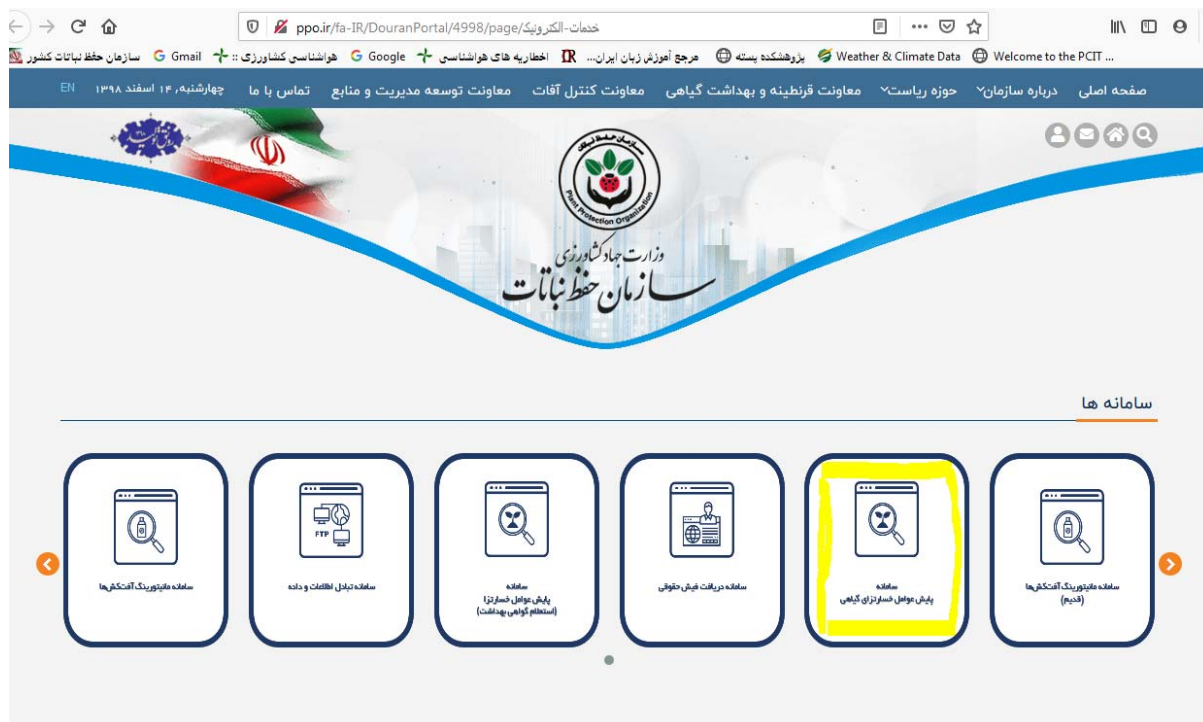 ppo.ir/fa-IR/DouranPortal/4998/page/خدمات-الکترونیک
سازمان حفظ نباتات کشور
Gmail
هواشناسی کشاورزی ::
Google
اخطاریه های هواشناسی
مرجع آموزش زبان ایران...
پژوهشکده پسته
Weather & Climate Data
Welcome to the PCIT ...
صفحه اصلی
درباره سازمان
حوزه ریاست
معاونت قرنطینه و بهداشت گیاهی
معاونت کنترل آفات
معاونت توسعه مدیریت و منابع
تماس با ما
چهارشنبه, ۱۴ اسفند ۱۳۹۸
EN
سازمان حفظ نباتات
Plant Protection Organization
وزارت جهاد کشاورزی
سازمان حفظ نباتات
سامانه ها
سامانه مانیتورینگ آفتکش‌ها
(قدیم)
سامانه
پایش عوامل خسارتزای گیاهی
سامانه دریافت فیش حقوقی
سامانه
پایش عوامل خسارتزا
(استعلام گواهی بهداشت)
FTP
سامانه تبادل اطلاعات و داده
سامانه مانیتورینگ آفتکش‌ها